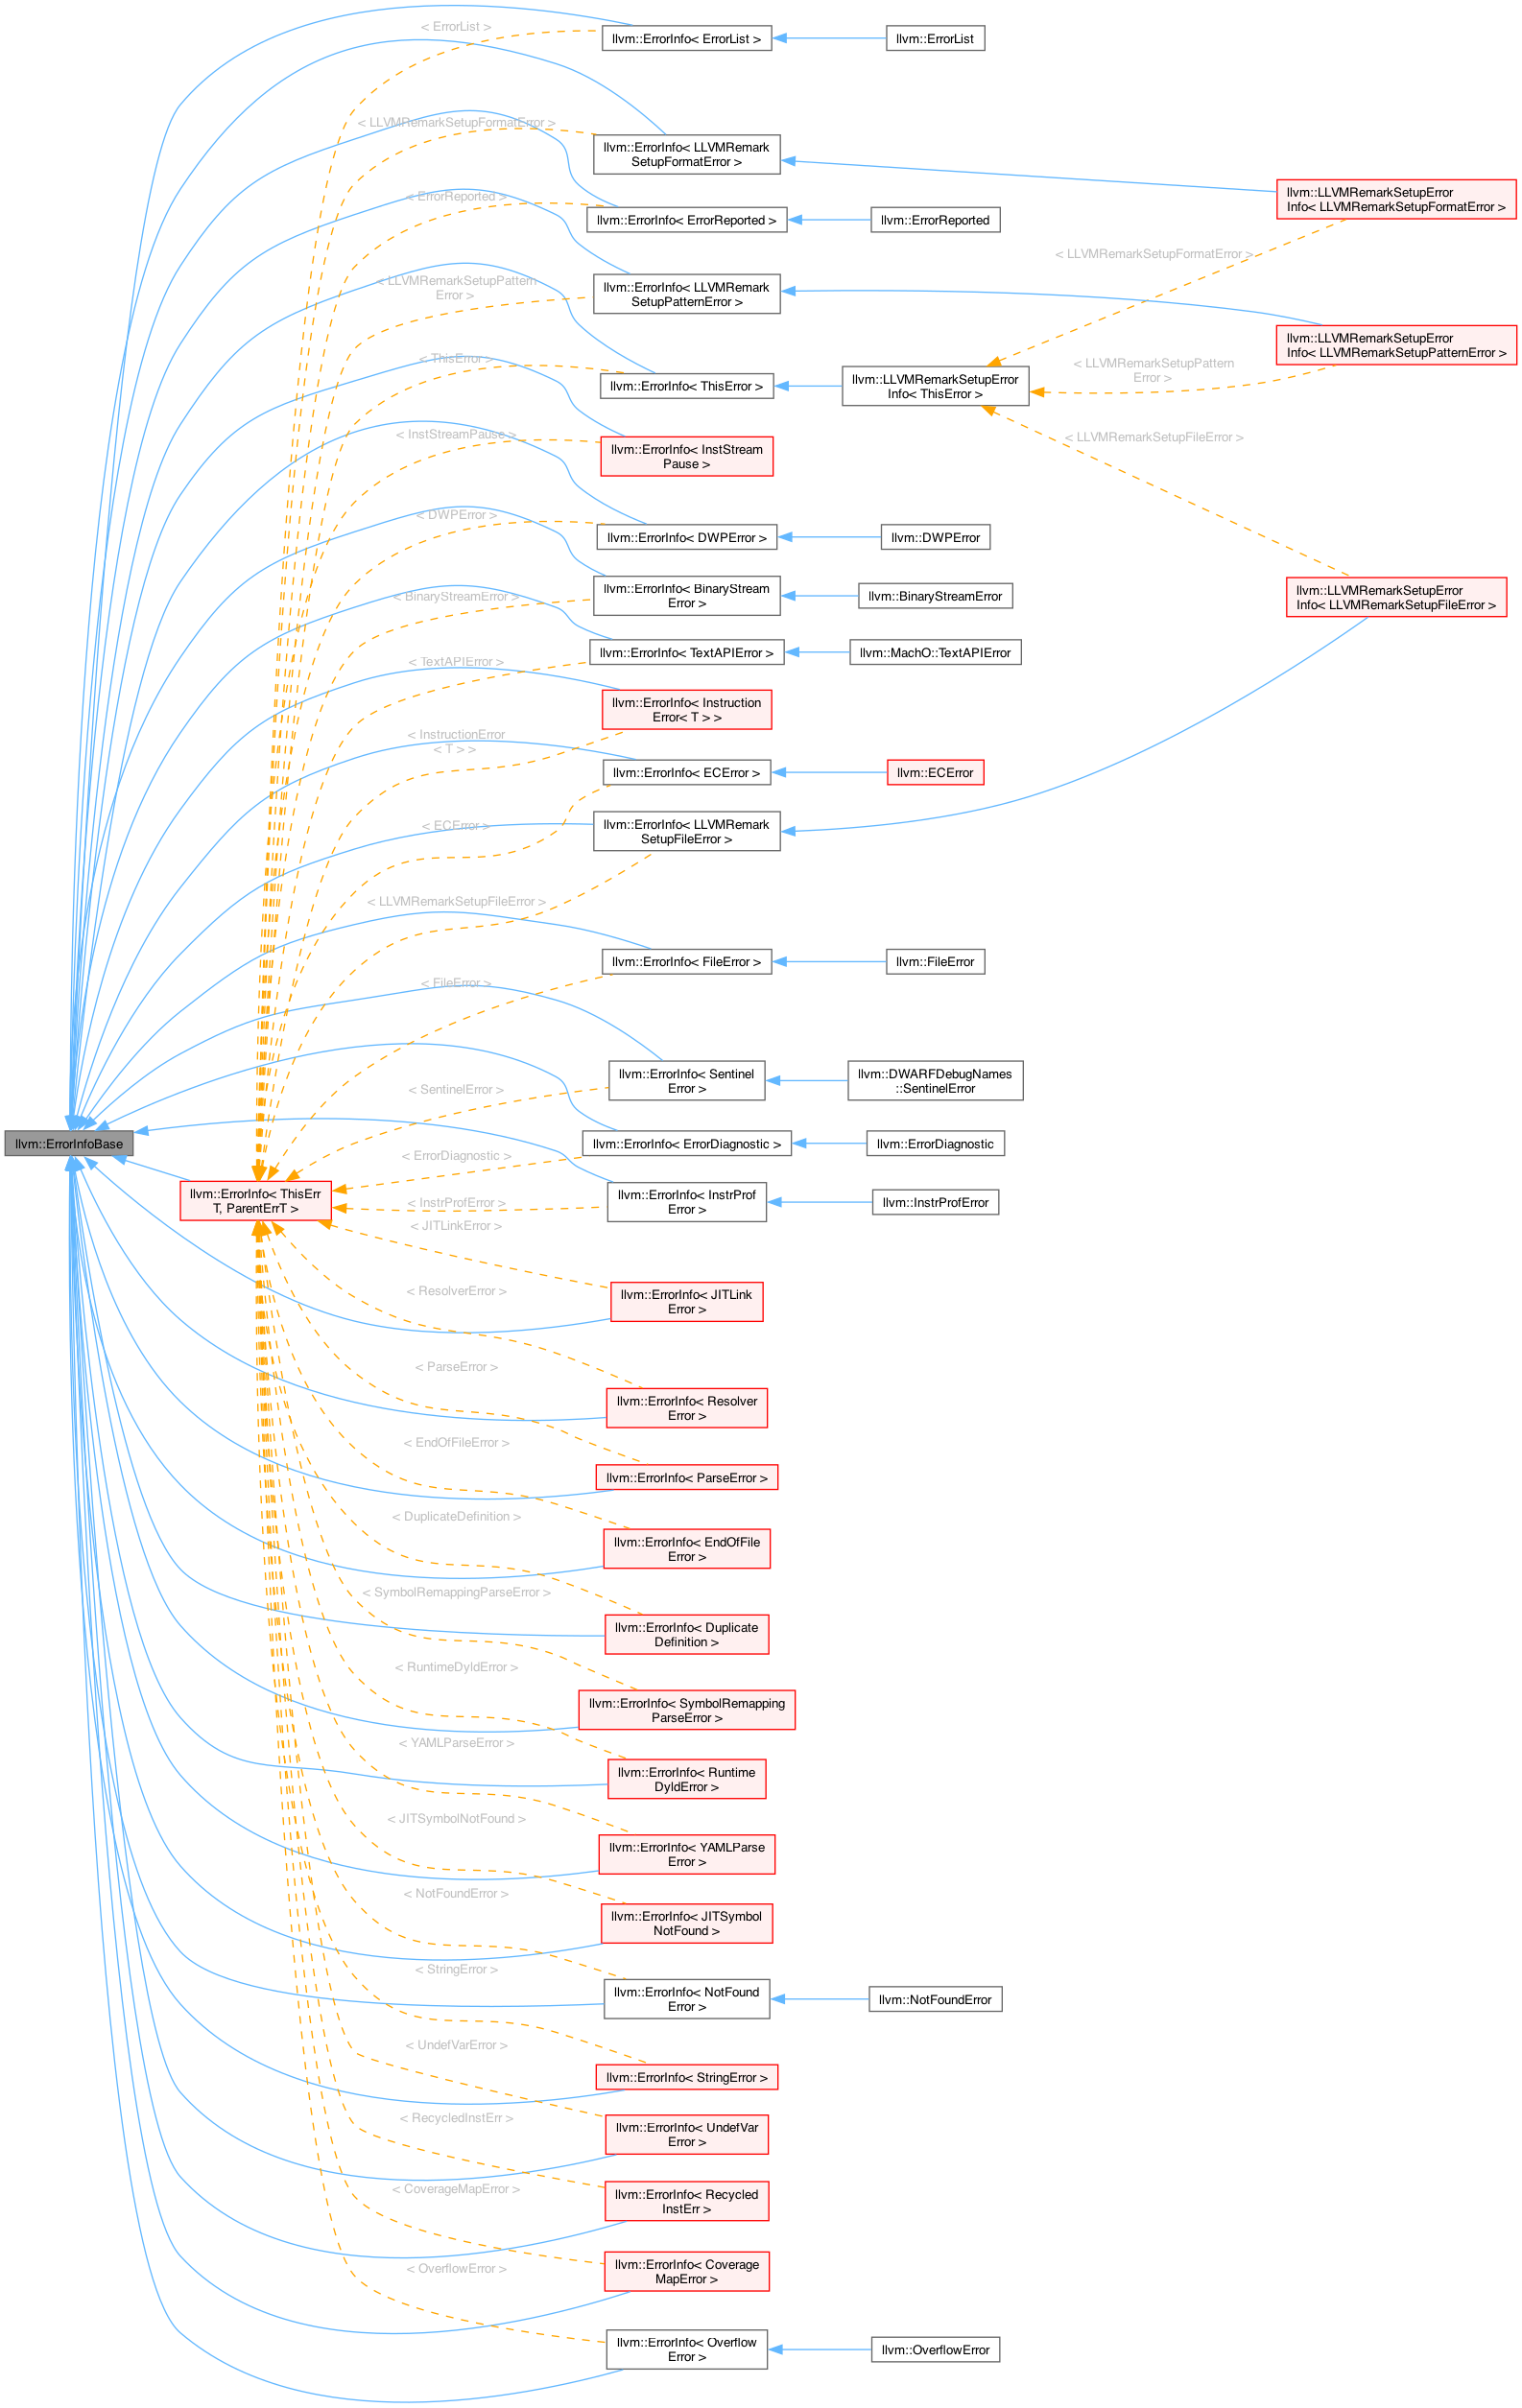 < ErrorList >
llvm::ErrorInfo< ErrorList >
llvm::ErrorList
< LLVMRemarkSetupFormatError >
llvm::ErrorInfo< LLVMRemark
SetupFormatError >
llvm::LLVMRemarkSetupError
Info< LLVMRemarkSetupFormatError >
< ErrorReported >
llvm::ErrorInfo< ErrorReported >
llvm::ErrorReported
< LLVMRemarkSetupFormatError >
< LLVMRemarkSetupPattern
Error >
llvm::ErrorInfo< LLVMRemark
SetupPatternError >
llvm::LLVMRemarkSetupError
Info< LLVMRemarkSetupPatternError >
< ThisError >
llvm::ErrorInfo< ThisError >
llvm::LLVMRemarkSetupError
Info< ThisError >
< LLVMRemarkSetupPattern
Error >
< InstStreamPause >
llvm::ErrorInfo< InstStream
Pause >
< LLVMRemarkSetupFileError >
< DWPError >
llvm::ErrorInfo< DWPError >
llvm::DWPError
< BinaryStreamError >
llvm::ErrorInfo< BinaryStream
Error >
llvm::BinaryStreamError
llvm::LLVMRemarkSetupError
Info< LLVMRemarkSetupFileError >
< TextAPIError >
llvm::ErrorInfo< TextAPIError >
llvm::MachO::TextAPIError
llvm::ErrorInfo< Instruction
Error< T > >
< InstructionError
< T > >
llvm::ErrorInfo< ECError >
llvm::ECError
< ECError >
llvm::ErrorInfo< LLVMRemark
SetupFileError >
< LLVMRemarkSetupFileError >
llvm::ErrorInfo< FileError >
llvm::FileError
< FileError >
llvm::ErrorInfo< Sentinel
Error >
llvm::DWARFDebugNames
::SentinelError
< SentinelError >
llvm::ErrorInfoBase
llvm::ErrorInfo< ErrorDiagnostic >
llvm::ErrorDiagnostic
< ErrorDiagnostic >
llvm::ErrorInfo< ThisErr
T, ParentErrT >
< InstrProfError >
llvm::ErrorInfo< InstrProf
Error >
llvm::InstrProfError
< JITLinkError >
llvm::ErrorInfo< JITLink
Error >
< ResolverError >
llvm::ErrorInfo< Resolver
Error >
< ParseError >
llvm::ErrorInfo< ParseError >
< EndOfFileError >
llvm::ErrorInfo< EndOfFile
Error >
< DuplicateDefinition >
llvm::ErrorInfo< Duplicate
Definition >
< SymbolRemappingParseError >
llvm::ErrorInfo< SymbolRemapping
ParseError >
< RuntimeDyldError >
llvm::ErrorInfo< Runtime
DyldError >
< YAMLParseError >
llvm::ErrorInfo< YAMLParse
Error >
< JITSymbolNotFound >
llvm::ErrorInfo< JITSymbol
NotFound >
< NotFoundError >
llvm::ErrorInfo< NotFound
Error >
llvm::NotFoundError
< StringError >
llvm::ErrorInfo< StringError >
< UndefVarError >
llvm::ErrorInfo< UndefVar
Error >
< RecycledInstErr >
llvm::ErrorInfo< Recycled
InstErr >
< CoverageMapError >
llvm::ErrorInfo< Coverage
MapError >
< OverflowError >
llvm::ErrorInfo< Overflow
Error >
llvm::OverflowError